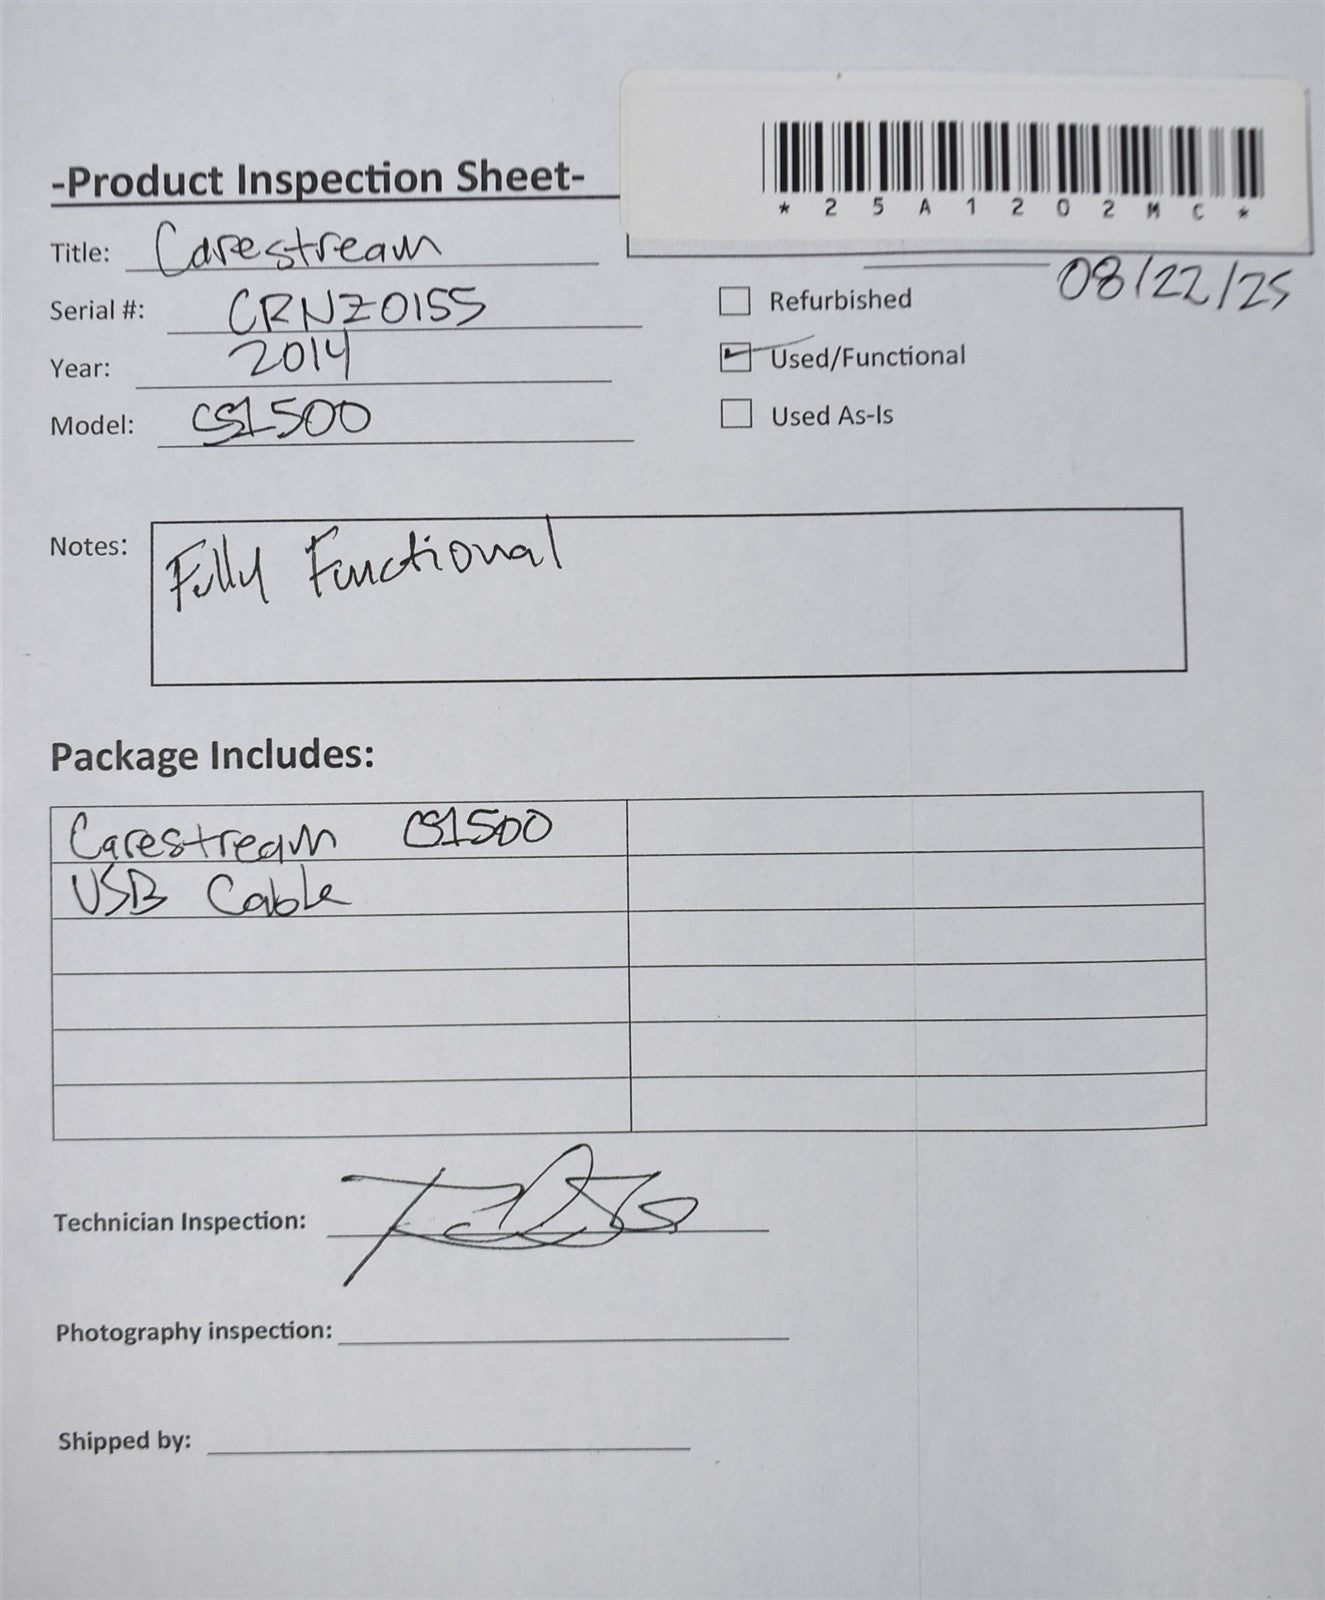 *25A1202MC*
-Product Inspection Sheet-
Title: Carestream
08/22/25
Serial #: CRNZ0155
Refurbished
Year: 2014
Used/Functional
Model: CS1500
Used As-Is
Notes: Fully Functional
Package Includes:
Carestream CS1500
USB Cable
Technician Inspection:
Photography inspection:
Shipped by: